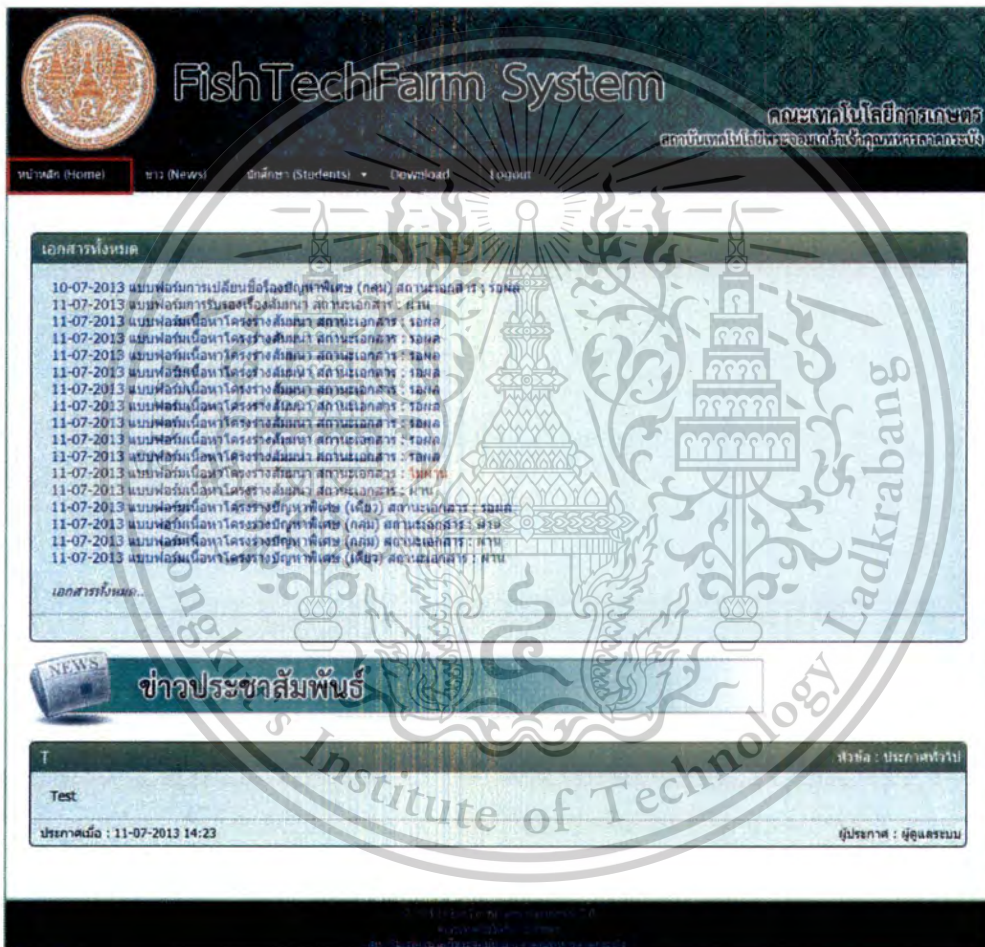 FishTechFarm System
คณะเทคโนโลยีการเกษตร
สถาบันเทคโนโลยีพระจอมเกล้าเจ้าคุณทหารลาดกระบัง
หน้าหลัก (Home) ข่าว (News) นักศึกษา (Students) Download Logout
เอกสารทั้งหมด
10-07-2013 แบบฟอร์มการเปลี่ยนชื่อเรื่องปัญหาพิเศษ (กลุ่ม) สถานะเอกสาร : รอผล
11-07-2013 แบบฟอร์มการรับรองเรื่องสัมมนา สถานะเอกสาร : ผ่าน
11-07-2013 แบบฟอร์มเนื้อหาโครงร่างสัมมนา สถานะเอกสาร : รอผล
11-07-2013 แบบฟอร์มเนื้อหาโครงร่างสัมมนา สถานะเอกสาร : รอผล
11-07-2013 แบบฟอร์มเนื้อหาโครงร่างสัมมนา สถานะเอกสาร : รอผล
11-07-2013 แบบฟอร์มเนื้อหาโครงร่างสัมมนา สถานะเอกสาร : รอผล
11-07-2013 แบบฟอร์มเนื้อหาโครงร่างสัมมนา สถานะเอกสาร : รอผล
11-07-2013 แบบฟอร์มเนื้อหาโครงร่างสัมมนา สถานะเอกสาร : รอผล
11-07-2013 แบบฟอร์มเนื้อหาโครงร่างสัมมนา สถานะเอกสาร : รอผล
11-07-2013 แบบฟอร์มเนื้อหาโครงร่างสัมมนา สถานะเอกสาร : รอผล
11-07-2013 แบบฟอร์มเนื้อหาโครงร่างสัมมนา สถานะเอกสาร : รอผล
11-07-2013 แบบฟอร์มเนื้อหาโครงร่างสัมมนา สถานะเอกสาร : ไม่ผ่าน
11-07-2013 แบบฟอร์มเนื้อหาโครงร่างสัมมนา สถานะเอกสาร : ผ่าน
11-07-2013 แบบฟอร์มเนื้อหาโครงร่างปัญหาพิเศษ (เดี่ยว) สถานะเอกสาร : รอผล
11-07-2013 แบบฟอร์มเนื้อหาโครงร่างปัญหาพิเศษ (กลุ่ม) สถานะเอกสาร : ผ่าน
11-07-2013 แบบฟอร์มเนื้อหาโครงร่างปัญหาพิเศษ (กลุ่ม) สถานะเอกสาร : ผ่าน
11-07-2013 แบบฟอร์มเนื้อหาโครงร่างปัญหาพิเศษ (เดี่ยว) สถานะเอกสาร : ผ่าน
เอกสารทั้งหมด..
NEWS
ข่าวประชาสัมพันธ์
T หัวข้อ : ประกาศทั่วไป
Test
ประกาศเมื่อ : 11-07-2013 14:23 ผู้ประกาศ : ผู้ดูแลระบบ
's Institute of Technology Ladkrabang